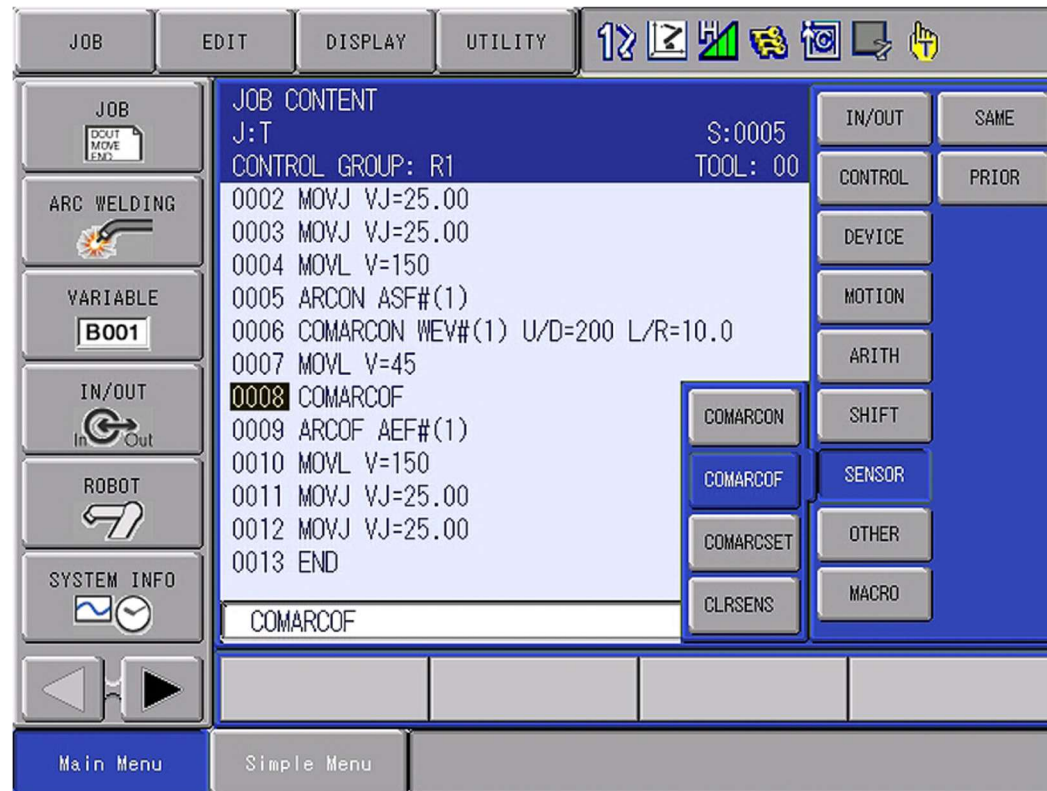 JOB EDIT DISPLAY UTILITY
JOB
DOUT
MOVE
END
ARC WELDING
VARIABLE
B001
IN/OUT
In Out
ROBOT
SYSTEM INFO
JOB CONTENT
J:T S:0005
CONTROL GROUP: R1 TOOL: 00
0002 MOVJ VJ=25.00
0003 MOVJ VJ=25.00
0004 MOVL V=150
0005 ARCON ASF#(1)
0006 COMARCON WEV#(1) U/D=200 L/R=10.0
0007 MOVL V=45
0008 COMARCOF
0009 ARCOF AEF#(1)
0010 MOVL V=150
0011 MOVJ VJ=25.00
0012 MOVJ VJ=25.00
0013 END
COMARCOF
COMARCON
COMARCOF
COMARCSET
CLRSENS
IN/OUT SAME
CONTROL PRIOR
DEVICE
MOTION
ARITH
SHIFT
SENSOR
OTHER
MACRO
Main Menu Simple Menu